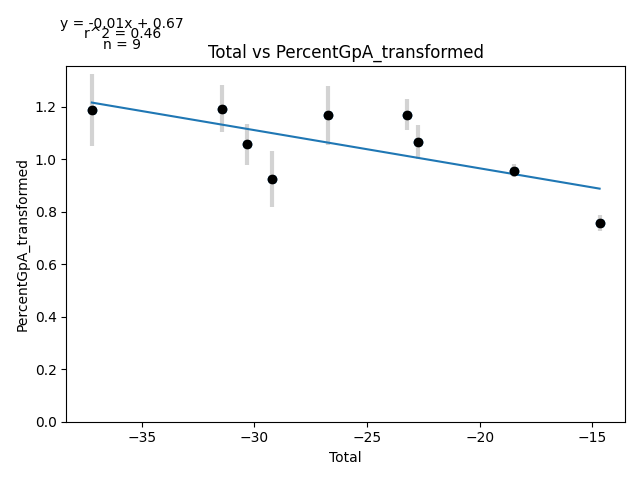 y = -0.01x + 0.67
r^2 = 0.46
n = 9
Total vs PercentGpA_transformed
PercentGpA_transformed
1.2
1.0
0.8
0.6
0.4
0.2
0.0
−35
−30
−25
−20
−15
Total